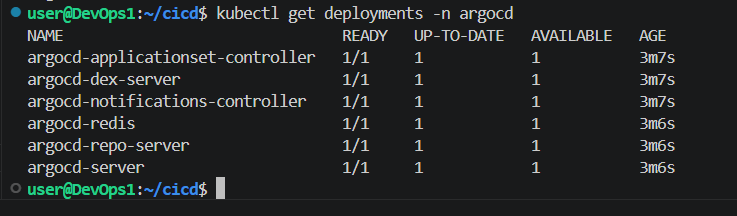 user@DevOps1:~/cicd$ kubectl get deployments -n argocd
NAME READY UP-TO-DATE AVAILABLE AGE
argocd-applicationset-controller 1/1 1 1 3m7s
argocd-dex-server 1/1 1 1 3m7s
argocd-notifications-controller 1/1 1 1 3m7s
argocd-redis 1/1 1 1 3m6s
argocd-repo-server 1/1 1 1 3m6s
argocd-server 1/1 1 1 3m6s
user@DevOps1:~/cicd$